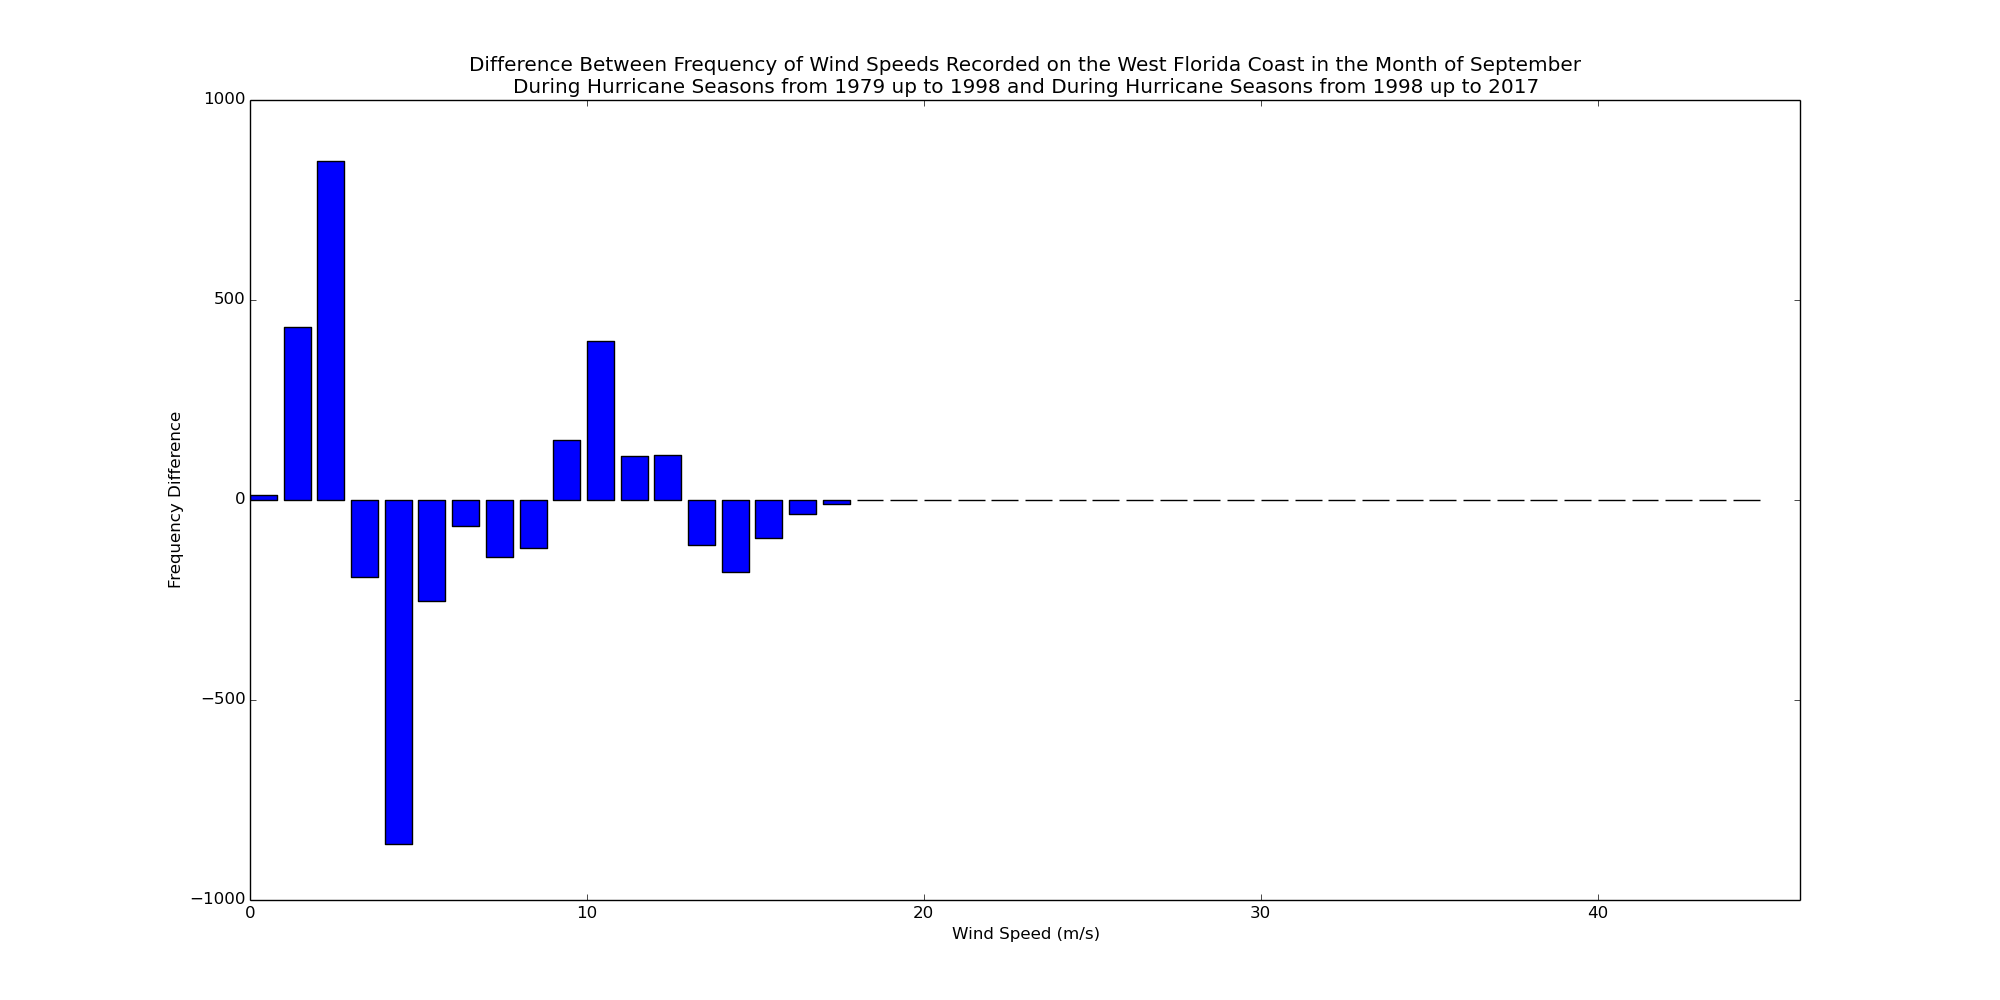 Difference Between Frequency of Wind Speeds Recorded on the West Florida Coast in the Month of September
During Hurricane Seasons from 1979 up to 1998 and During Hurricane Seasons from 1998 up to 2017
1000
500
0
−500
−1000
Frequency Difference
0 10 20 30 40
Wind Speed (m/s)